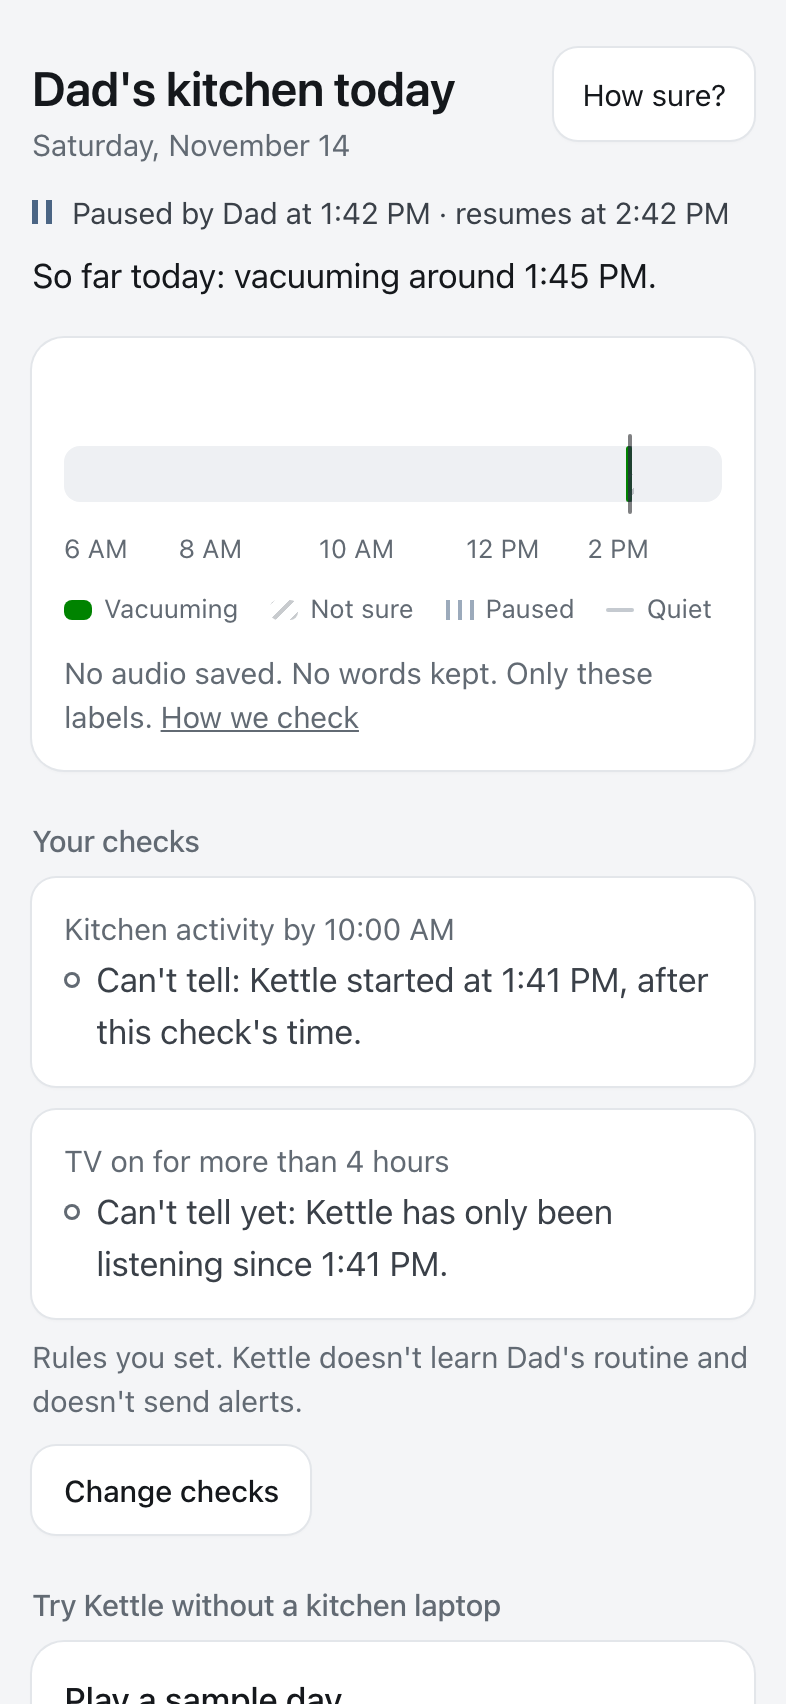 Dad's kitchen today
How sure?
Saturday, November 14
Paused by Dad at 1:42 PM · resumes at 2:42 PM
So far today: vacuuming around 1:45 PM.
6 AM 8 AM 10 AM 12 PM 2 PM
Vacuuming Not sure Paused Quiet
No audio saved. No words kept. Only these
labels. How we check
Your checks
Kitchen activity by 10:00 AM
Can't tell: Kettle started at 1:41 PM, after
this check's time.
TV on for more than 4 hours
Can't tell yet: Kettle has only been
listening since 1:41 PM.
Rules you set. Kettle doesn't learn Dad's routine and
doesn't send alerts.
Change checks
Try Kettle without a kitchen laptop
Play a sample day